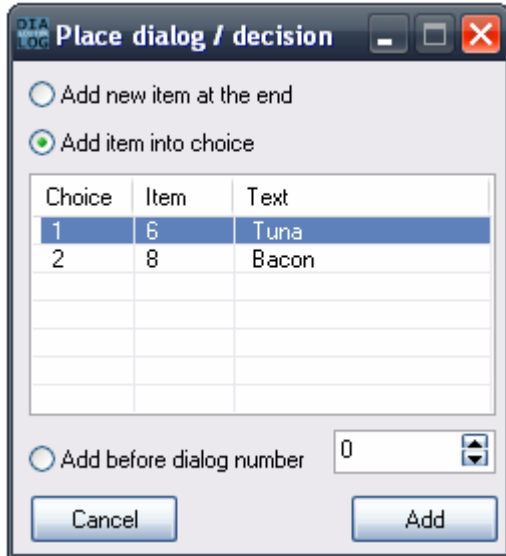 DIA
LOG
Place dialog / decision
Add new item at the end
Add item into choice
Choice Item Text
1 6 Tuna
2 8 Bacon
Add before dialog number 0
Cancel Add